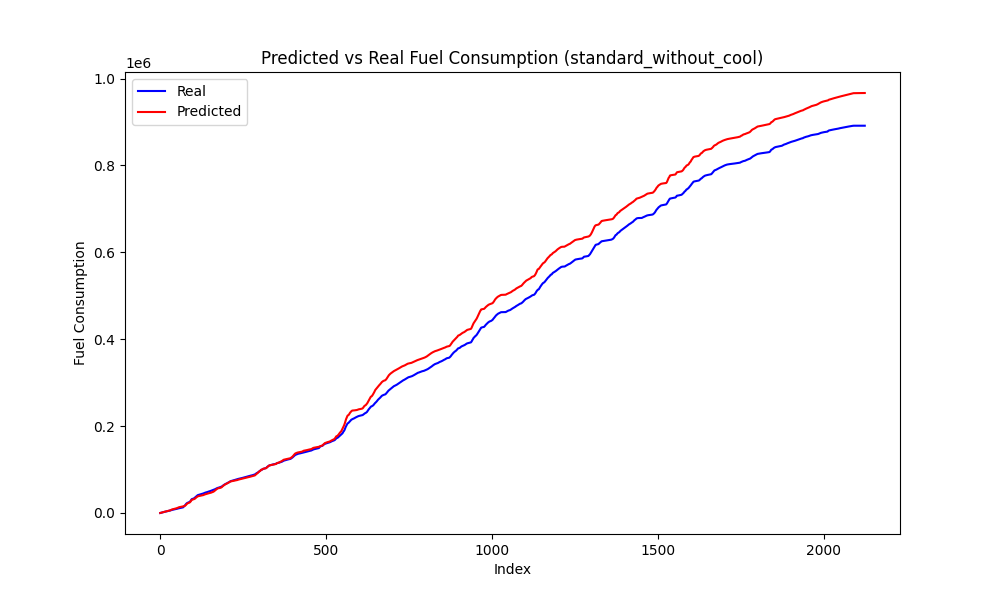 Predicted vs Real Fuel Consumption (standard_without_cool)
1e6
Real
Predicted
1.0
0.8
0.6
0.4
0.2
0.0
Fuel Consumption
0 500 1000 1500 2000
Index